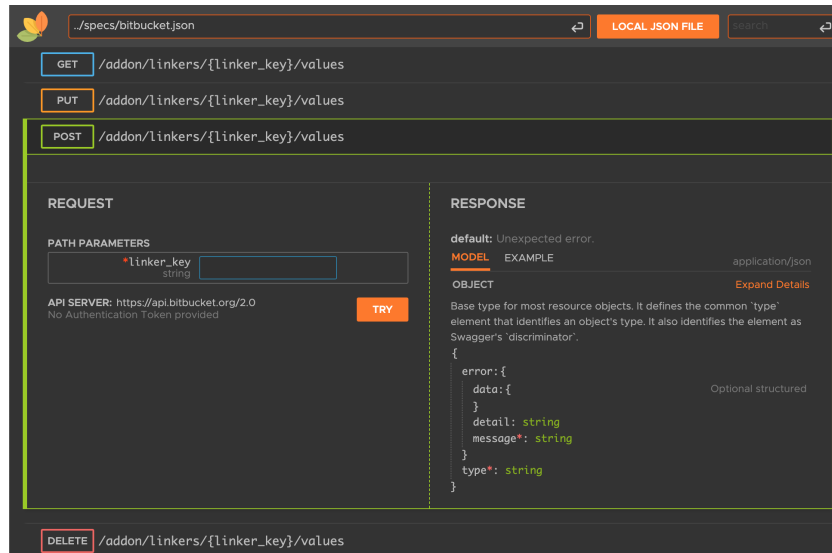 ../specs/bitbucket.json LOCAL JSON FILE search
GET /addon/linkers/{linker_key}/values
PUT /addon/linkers/{linker_key}/values
POST /addon/linkers/{linker_key}/values
REQUEST
PATH PARAMETERS
*linker_key
string
API SERVER: https://api.bitbucket.org/2.0
No Authentication Token provided
TRY
RESPONSE
default: Unexpected error.
MODEL EXAMPLE application/json
OBJECT Expand Details
Base type for most resource objects. It defines the common `type`
element that identifies an object's type. It also identifies the element as
Swagger's `discriminator`.
{
error:{
data:{ Optional structured
}
detail: string
message*: string
}
type*: string
}
DELETE /addon/linkers/{linker_key}/values